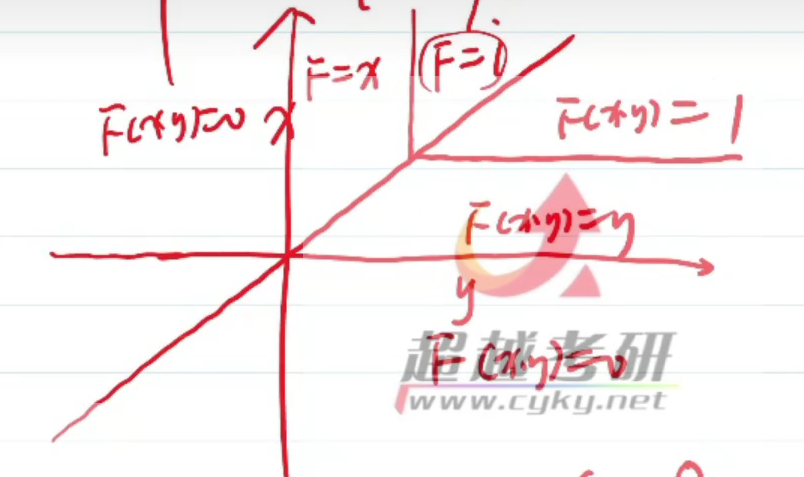 F=x
F=1
F(x,y)=0
x
F(x,y)=1
F(x,y)=y
y
F(x,y)=0
超越考研
www.cyky.net